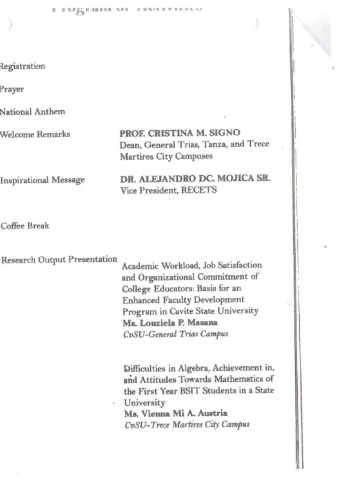 Program of Activities
Registration
Prayer
National Anthem
Welcome Remarks PROF. CRISTINA M. SIGNO
Dean, General Trias, Tanza, and Trece
Martires City Campuses
Inspirational Message DR. ALEJANDRO DC. MOJICA SR.
Vice President, RECETS
Coffee Break
Research Output Presentation
Academic Workload, Job Satisfaction
and Organizational Commitment of
College Educators: Basis for an
Enhanced Faculty Development
Program in Cavite State University
Ms. Louziela P. Masana
CvSU-General Trias Campus
Difficulties in Algebra, Achievement in,
and Attitudes Towards Mathematics of
the First Year BSIT Students in a State
University
Ms. Vienna Mi A. Austria
CvSU-Trece Martires City Campus